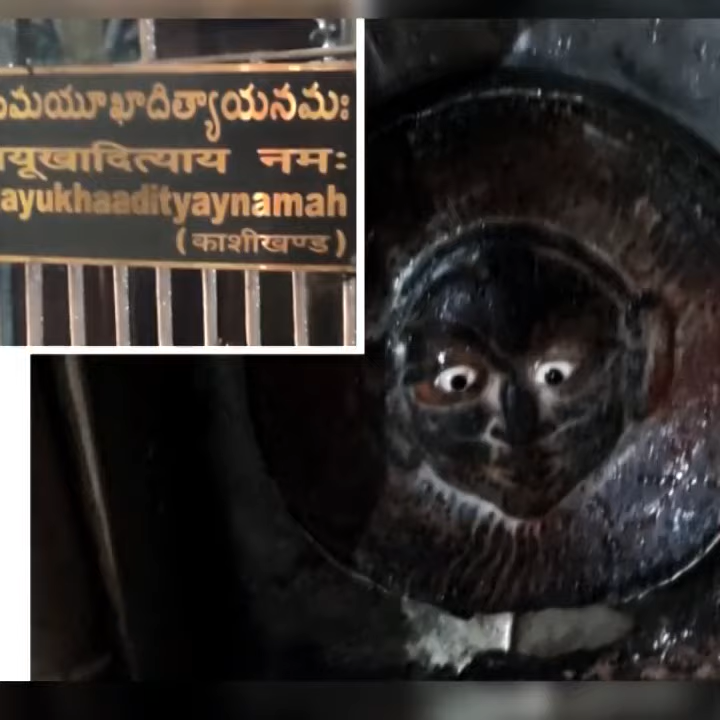 మయూఖాదిత్యాయనమః
यूखादित्याय नमः
ayukhaadityaynamah
(काशीखण्ड)